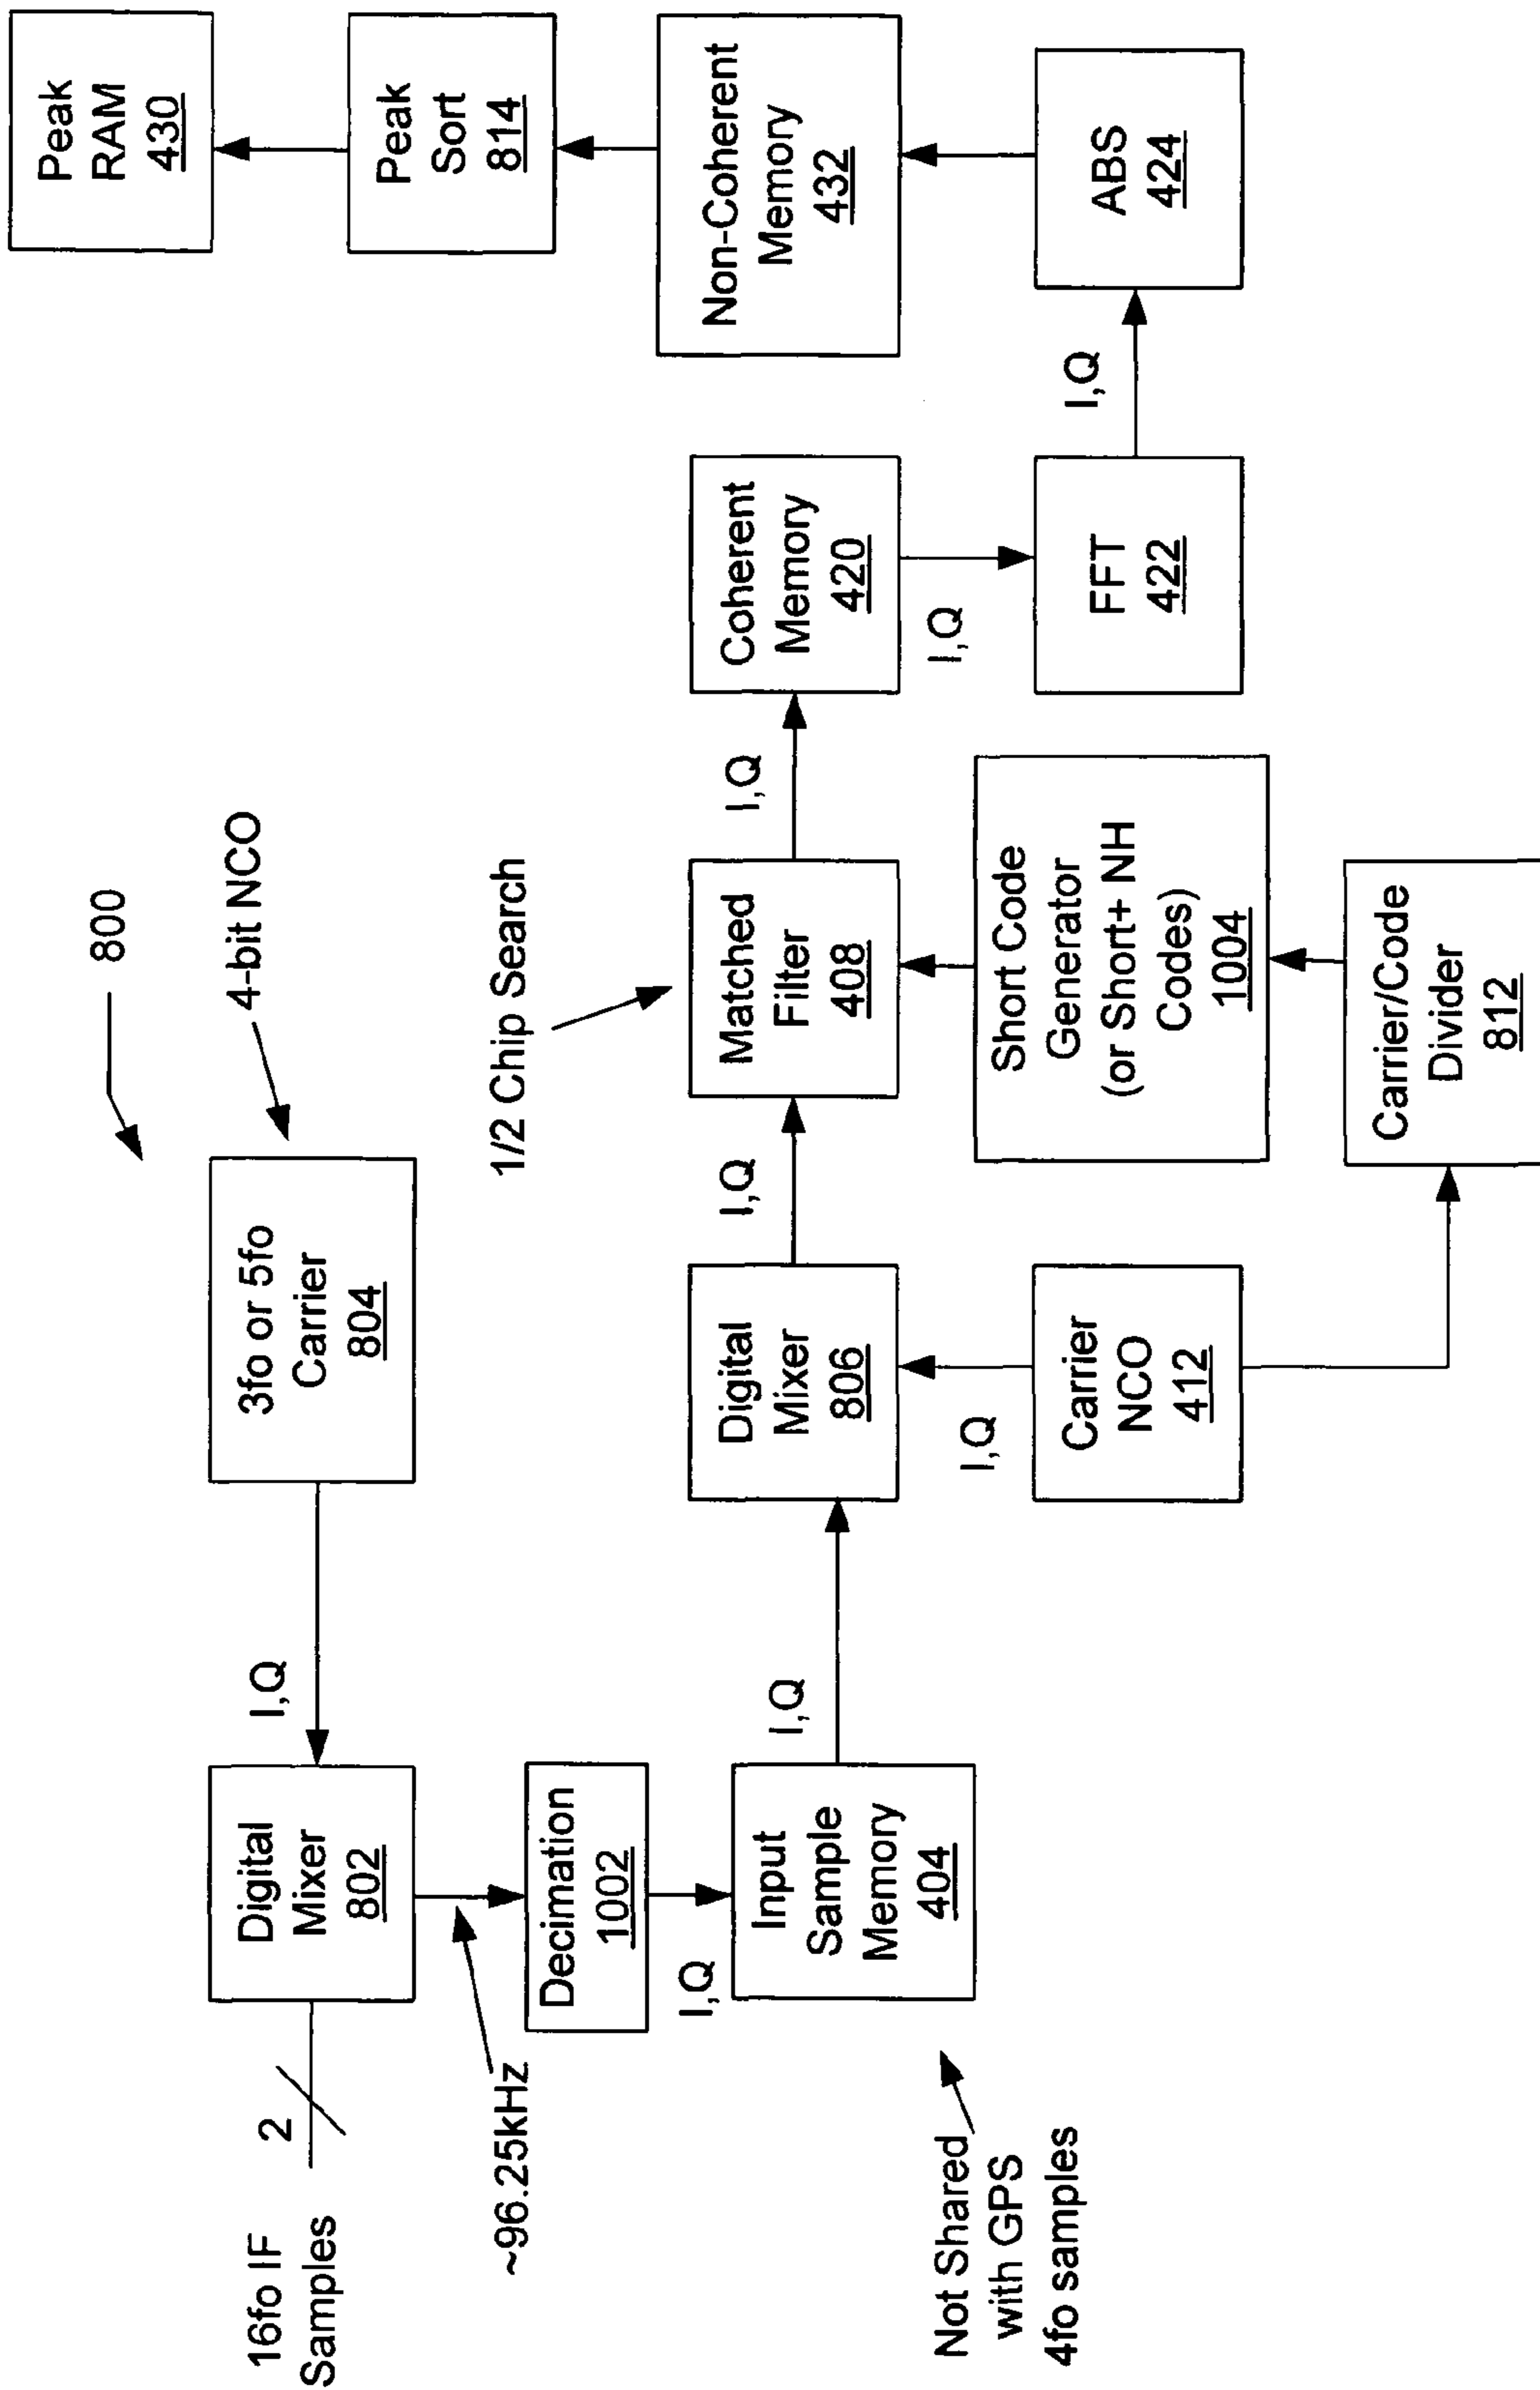 800
4-bit NCO
16fo IF
Samples
2
Digital
Mixer
802
I,Q
3fo or 5fo
Carrier
804
~96.25kHz
Decimation
1002
I,Q
Not Shared
with GPS
4fo samples
Input
Sample
Memory
404
I,Q
Digital
Mixer
806
I,Q
Carrier
NCO
412
I,Q
1/2 Chip Search
Matched
Filter
408
Short Code
Generator
(or Short+ NH
Codes)
1004
Carrier/Code
Divider
812
I,Q
Coherent
Memory
420
I,Q
FFT
422
I,Q
ABS
424
Non-Coherent
Memory
432
Peak
Sort
814
Peak
RAM
430